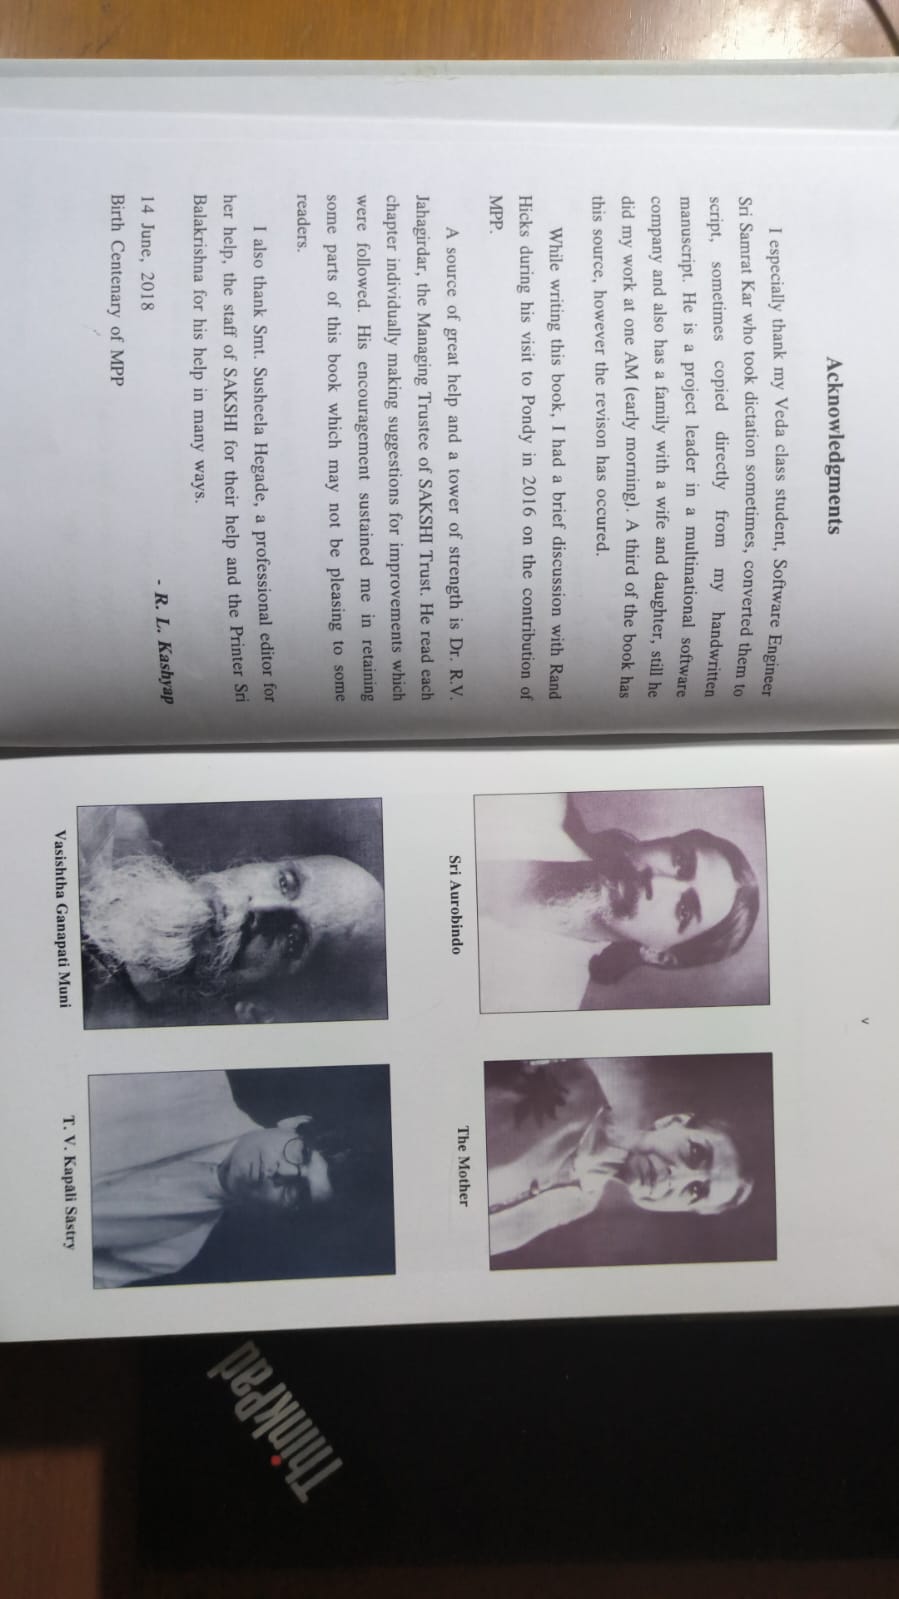 Acknowledgments
I especially thank my Veda class student, Software Engineer
Sri Samrat Kar who took dictation sometimes, converted them to
script, sometimes copied directly from my handwritten
manuscript. He is a project leader in a multinational software
company and also has a family with a wife and daughter, still he
did my work at one AM (early morning). A third of the book has
this source, however the revison has occured.
While writing this book, I had a brief discussion with Rand
Hicks during his visit to Pondy in 2016 on the contribution of
MPP.
A source of great help and a tower of strength is Dr. R.V.
Jahagirdar, the Managing Trustee of SAKSHI Trust. He read each
chapter individually making suggestions for improvements which
were followed. His encouragement sustained me in retaining
some parts of this book which may not be pleasing to some
readers.
I also thank Smt. Susheela Hegade, a professional editor for
her help, the staff of SAKSHI for their help and the Printer Sri
Balakrishna for his help in many ways.
- R. L. Kashyap
14 June, 2018
Birth Centenary of MPP
v
Sri Aurobindo
The Mother
Vasishtha Ganapati Muni
T. V. Kapāli Sāstry
ThinkPad